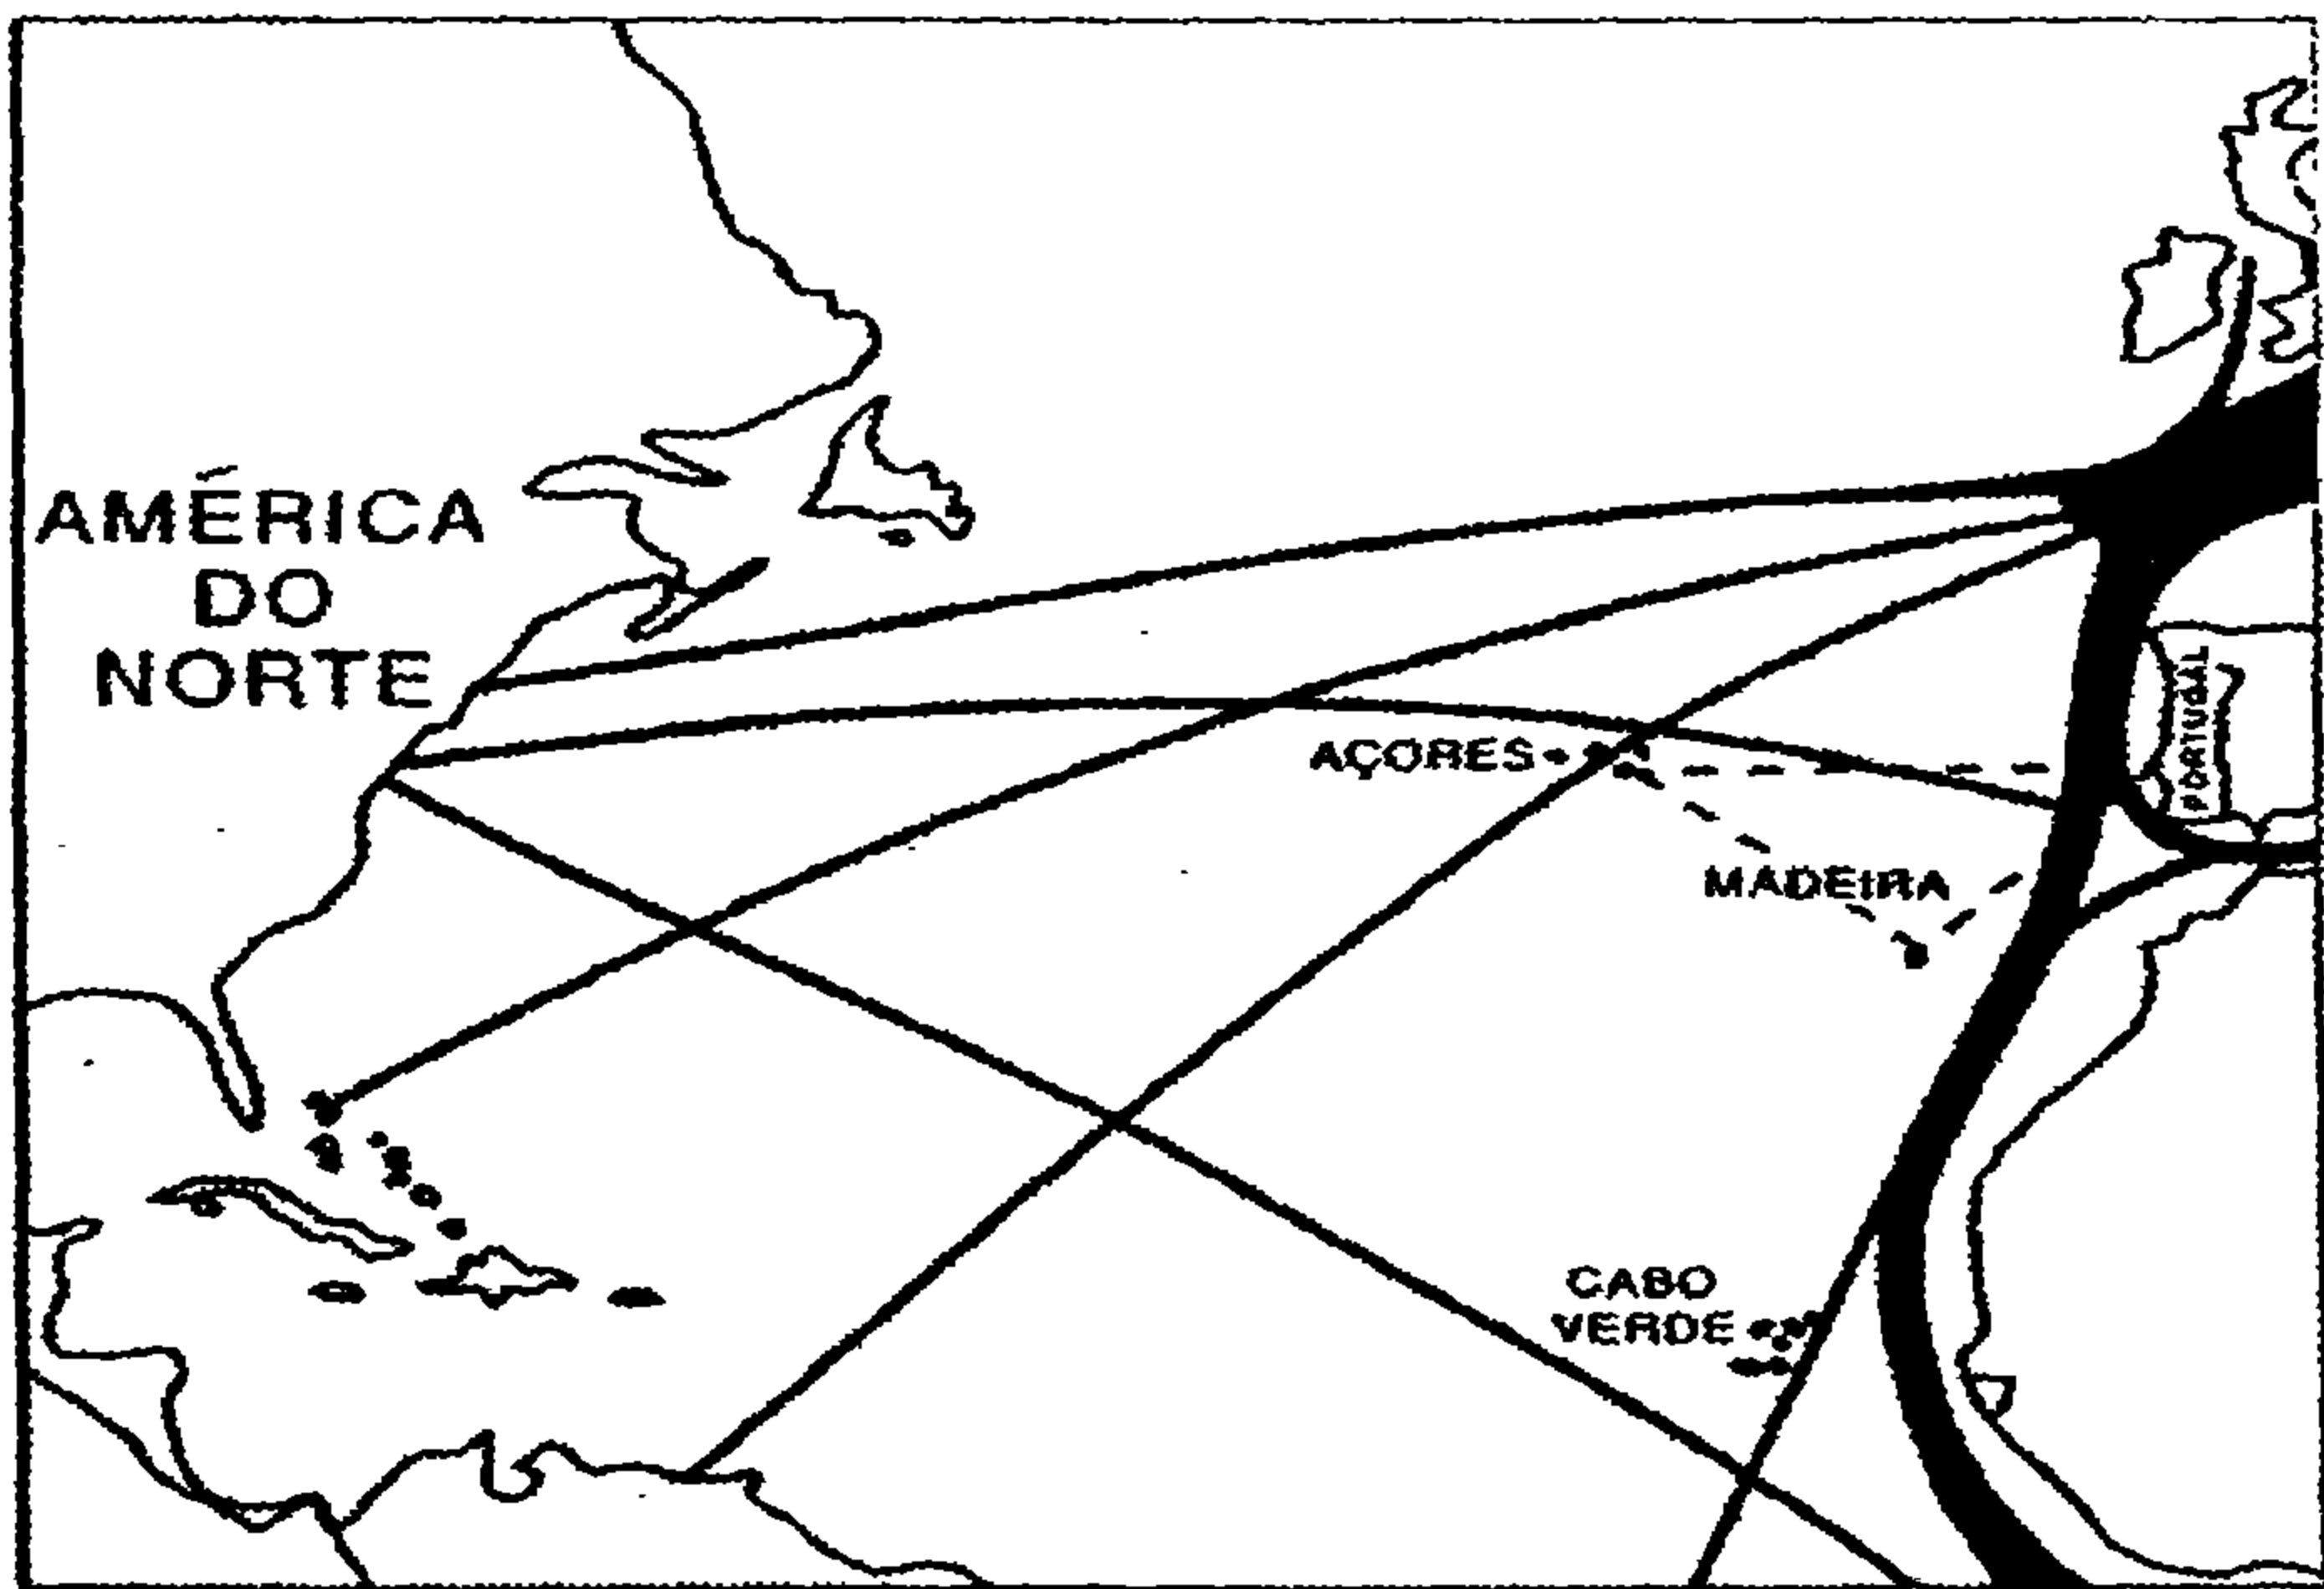 AMÉRICA
DO
NORTE
AÇORES
PORTUGAL
MADEIRA
CABO
VERDE